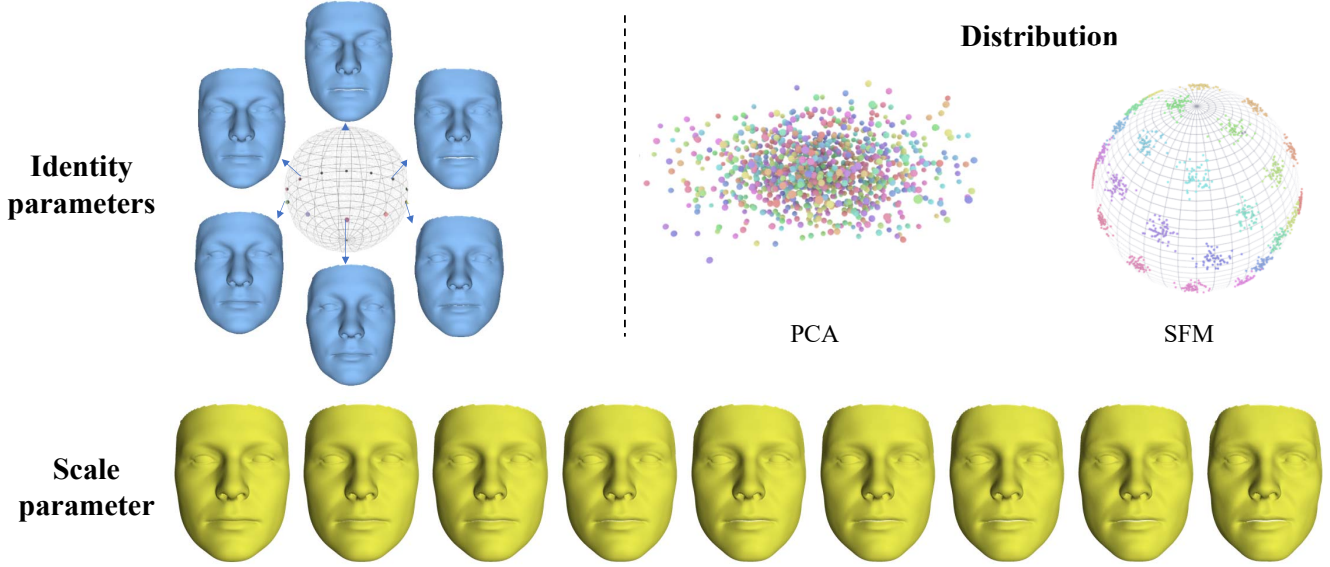 Distribution
Identity
parameters
PCA
SFM
Scale
parameter